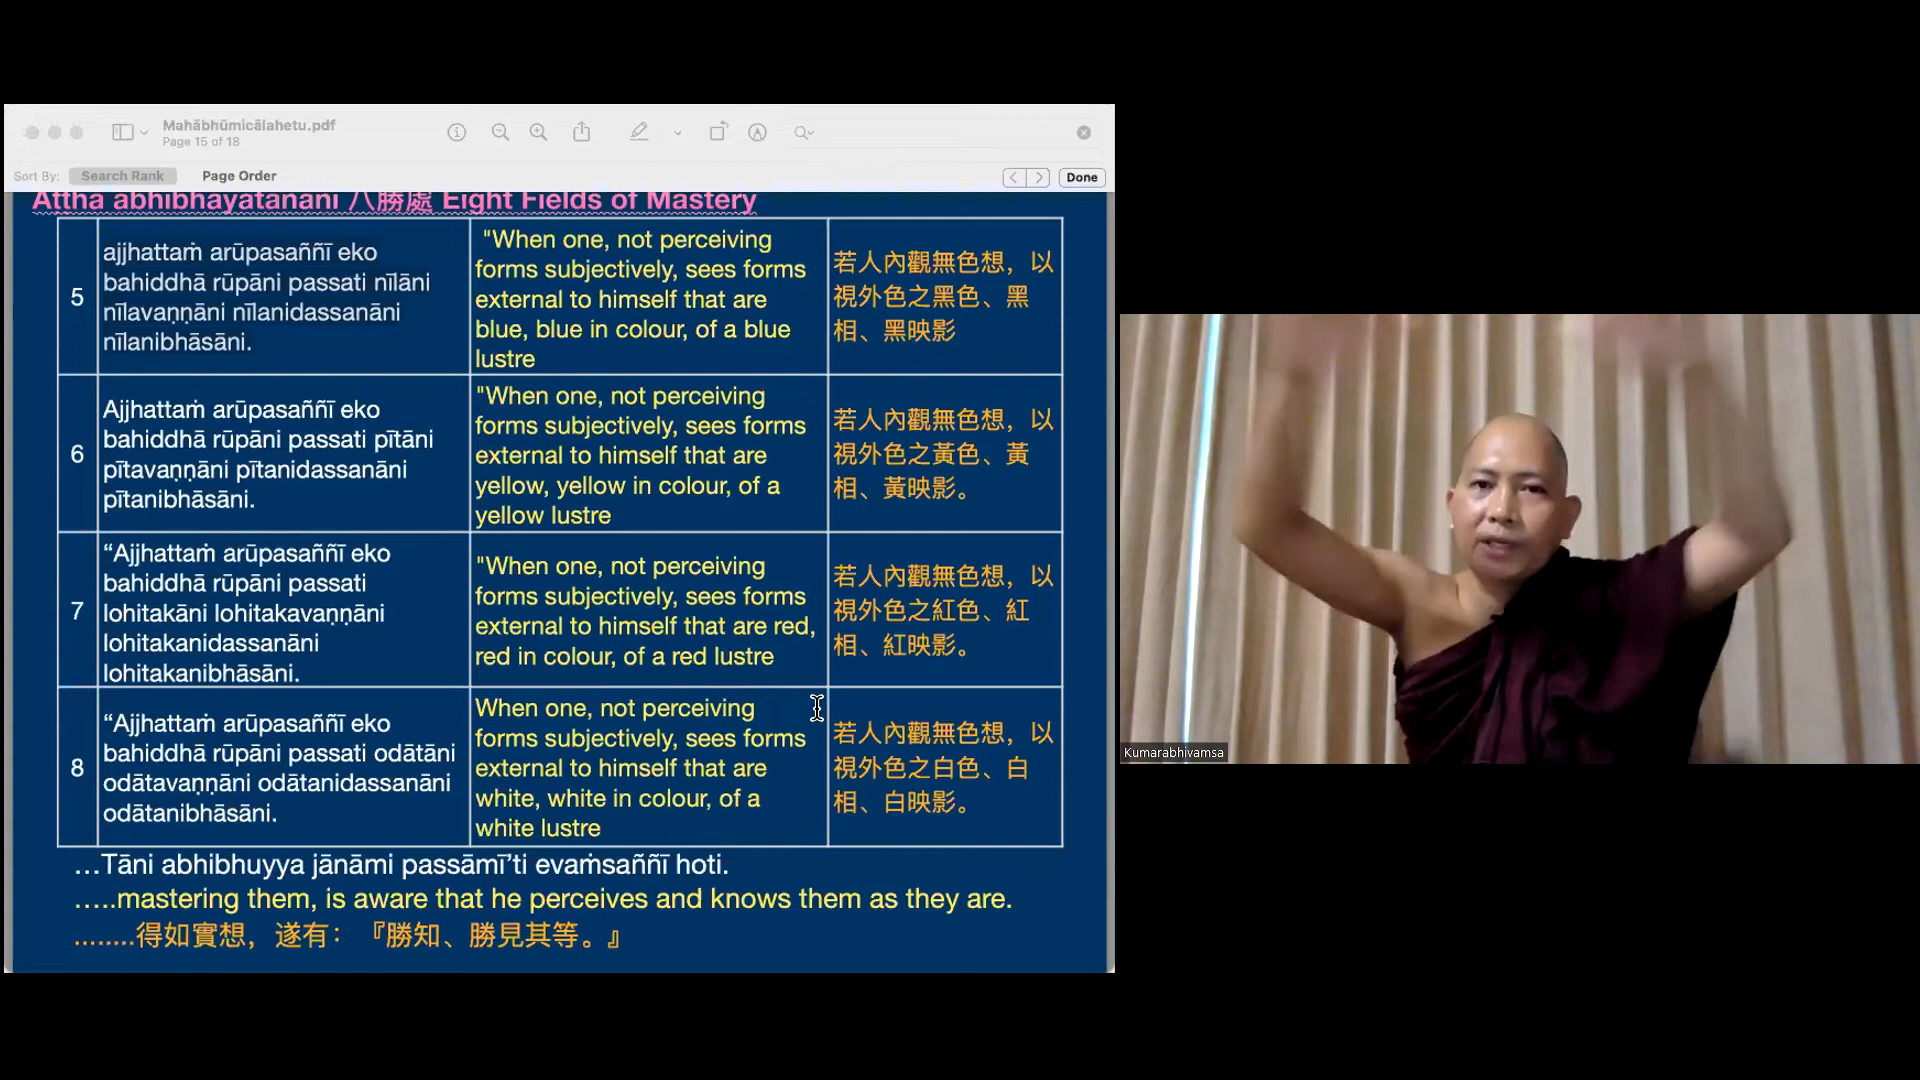 Mahābhūmicālahetu.pdf
Page 15 of 18
Sort By: Search Rank Page Order Done
Aṭṭha abhibhāyatanāni 八勝處 Eight Fields of Mastery
5
ajjhattaṁ arūpasaññī eko
bahiddhā rūpāni passati nīlāni
nīlavaṇṇāni nīlanidassanāni
nīlanibhāsāni.
"When one, not perceiving
forms subjectively, sees forms
external to himself that are
blue, blue in colour, of a blue
lustre
若人內觀無色想，以
視外色之黑色、黑
相、黑映影
6
Ajjhattaṁ arūpasaññī eko
bahiddhā rūpāni passati pītāni
pītavaṇṇāni pītanidassanāni
pītanibhāsāni.
"When one, not perceiving
forms subjectively, sees forms
external to himself that are
yellow, yellow in colour, of a
yellow lustre
若人內觀無色想，以
視外色之黃色、黃
相、黃映影。
7
“Ajjhattaṁ arūpasaññī eko
bahiddhā rūpāni passati
lohitakāni lohitakavaṇṇāni
lohitakanidassanāni
lohitakanibhāsāni.
"When one, not perceiving
forms subjectively, sees forms
external to himself that are red,
red in colour, of a red lustre
若人內觀無色想，以
視外色之紅色、紅
相、紅映影。
8
“Ajjhattaṁ arūpasaññī eko
bahiddhā rūpāni passati odātāni
odātavaṇṇāni odātanidassanāni
odātanibhāsāni.
When one, not perceiving
forms subjectively, sees forms
external to himself that are
white, white in colour, of a
white lustre
若人內觀無色想，以
視外色之白色、白
相、白映影。
…Tāni abhibhuyya jānāmi passāmī’ti evaṁsaññī hoti.
…..mastering them, is aware that he perceives and knows them as they are.
........得如實想，遂有：『勝知、勝見其等。』
Kumarabhivamsa